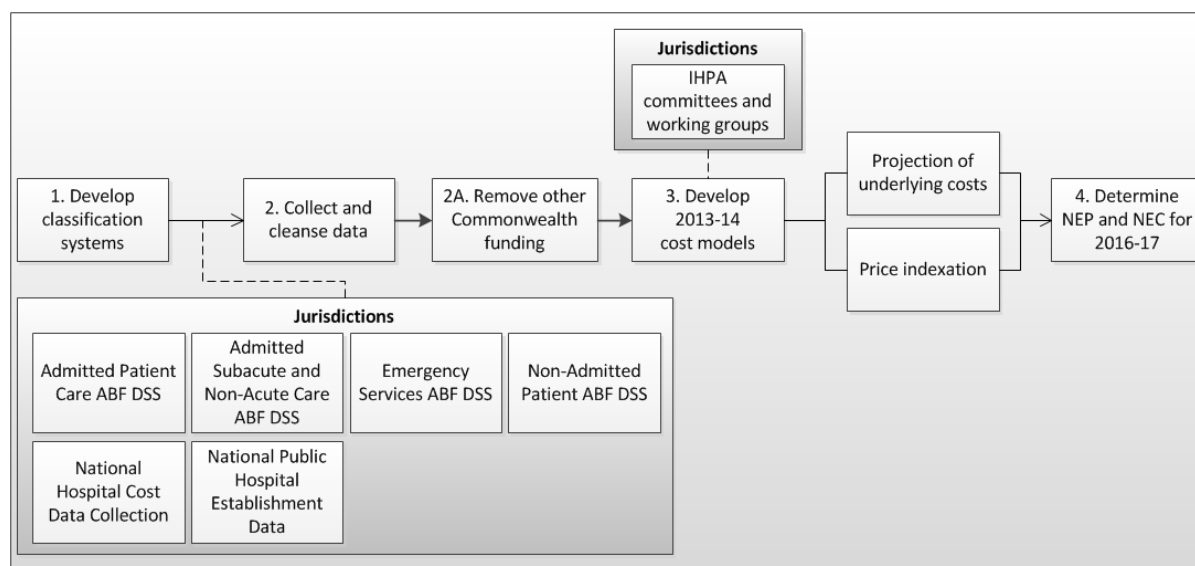 Jurisdictions
IHPA
committees and
working groups
1. Develop
classification
systems
2. Collect and
cleanse data
2A. Remove other
Commonwealth
funding
3. Develop
2013-14
cost models
Projection of
underlying costs
Price indexation
4. Determine
NEP and NEC for
2016-17
Jurisdictions
Admitted Patient
Care ABF DSS
Admitted
Subacute and
Non-Acute Care
ABF DSS
Emergency
Services ABF DSS
Non-Admitted
Patient ABF DSS
National
Hospital Cost
Data Collection
National Public
Hospital
Establishment
Data